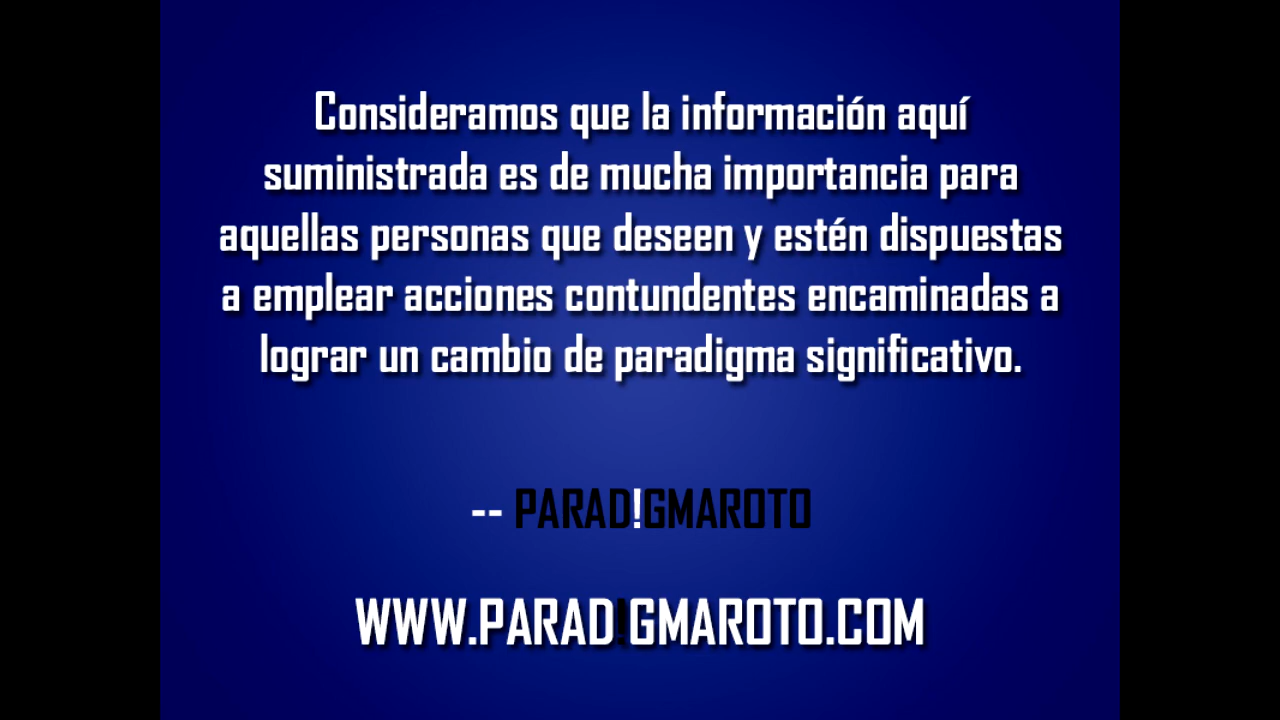 Consideramos que la información aquí
suministrada es de mucha importancia para
aquellas personas que deseen y estén dispuestas
a emplear acciones contundentes encaminadas a
lograr un cambio de paradigma significativo.
-- PARAD!GMAROTO
WWW.PARAD!GMAROTO.COM